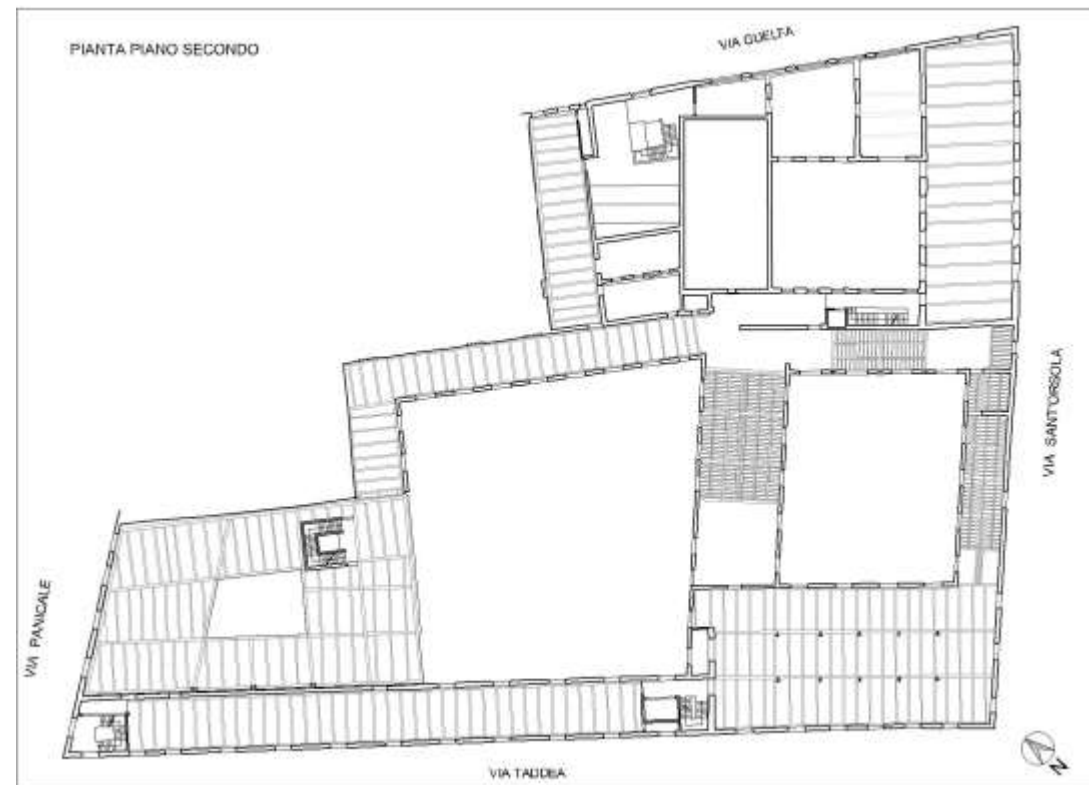 PIANTA PIANO SECONDO
VIA GUELFA
VIA SANT'ORSOLA
VIA PANICALE
VIA TADDEA
N